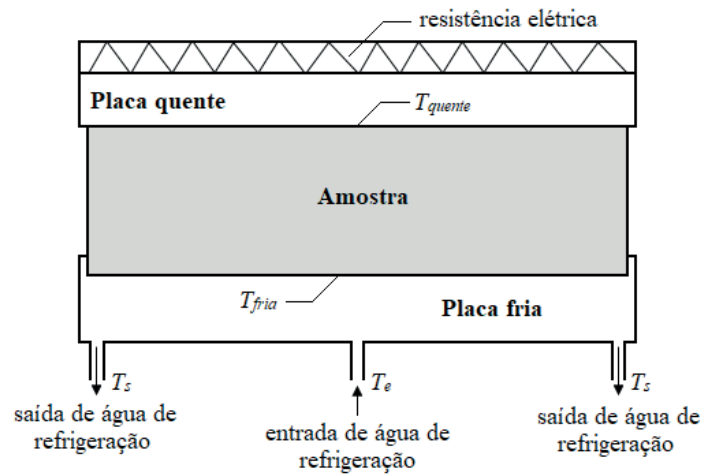 resistência elétrica
Placa quente
Tquente
Amostra
Tfria
Placa fria
Ts
Te
Ts
saída de água de
refrigeração
entrada de água de
refrigeração
saída de água de
refrigeração